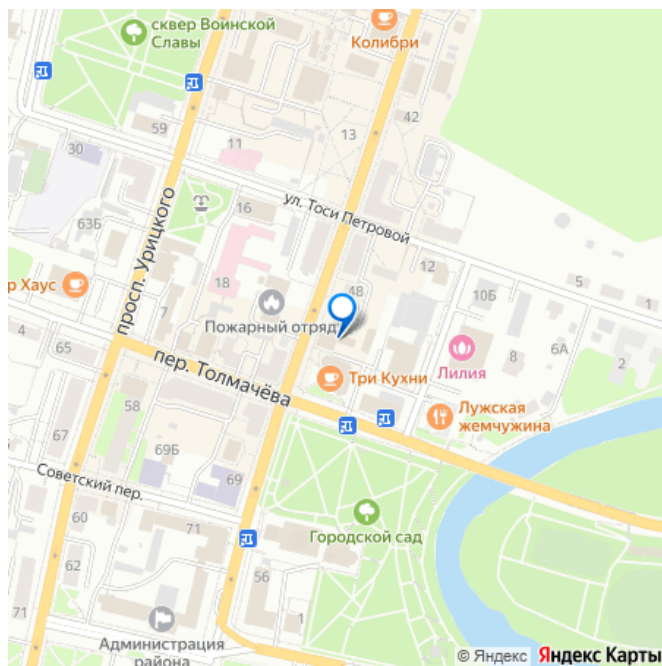 сквер Воинской
Славы
Колибри
42
59
11
13
30
ул. Тоси Петровой
16
63Б
просп. Урицкого
12
5
18
48
10Б
1
р Хаус
7
Пожарный отряд
4
65
6А
8
2
Лилия
пер. Толмачёва
Три Кухни
58
Лужская
жемчужина
67
69Б
Советский пер.
69
60
71
Городской сад
62
56
71
1
Администрация
района
© Яндекс Яндекс Карты